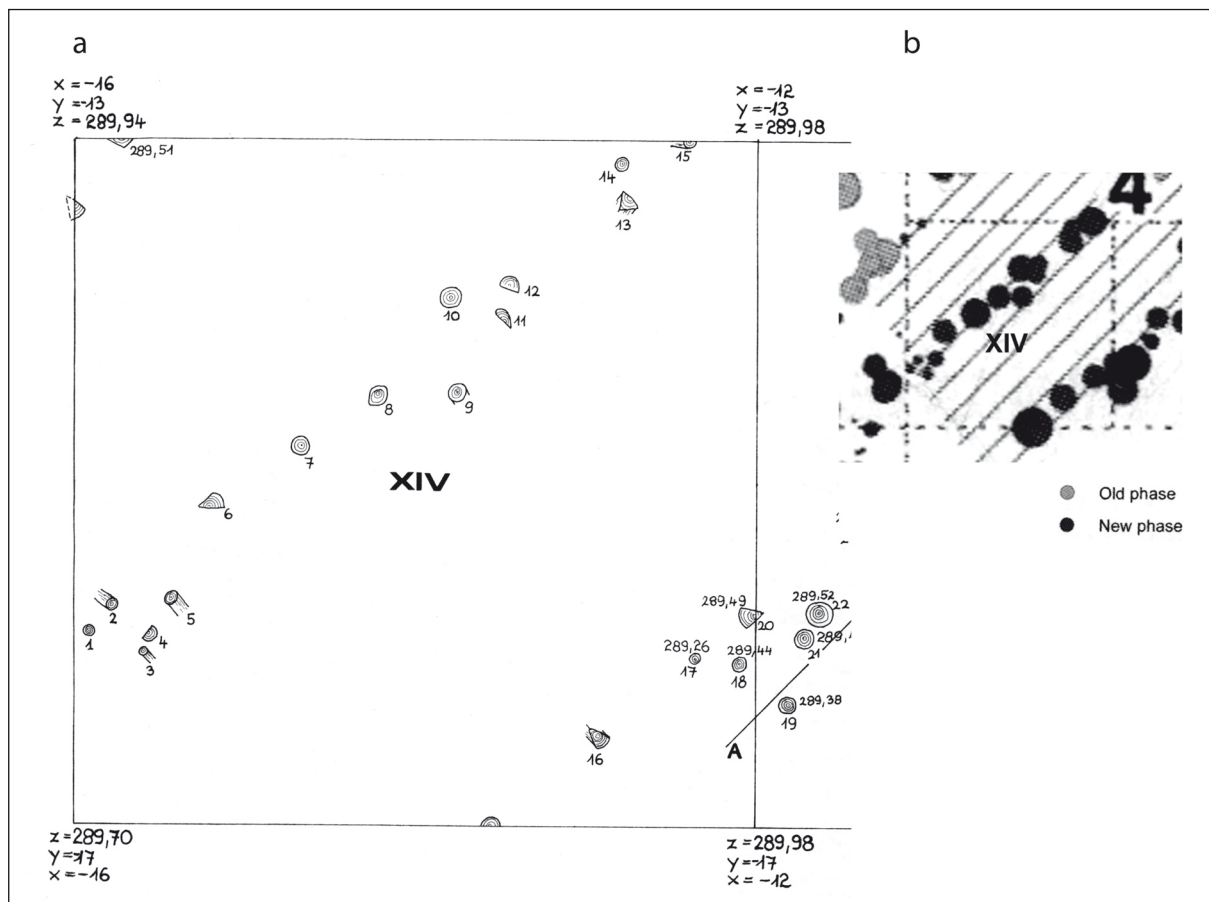 a
b
x = -16
y = -13
z = 289,94
x = -12
y = -13
z = 289,98
289,51
15
14
13
12
10
11
8
9
7
XIV
6
2
5
1
4
3
289,49
20
289,52
22
289,26
17
289,44
18
21
289,38
19
16
A
z = 289,70
y = -17
x = -16
z = 289,98
y = -17
x = -12
4
XIV
Old phase
New phase